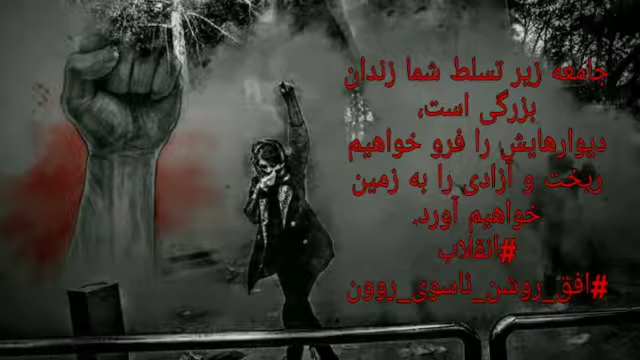 جامعه زیر تسلط شما زندان
بزرگی است،
دیوارهایش را فرو خواهیم
ریخت و آزادی را به زمین
خواهیم آورد.
#انقلاب
#افق_روشن_ئاسوی_روون